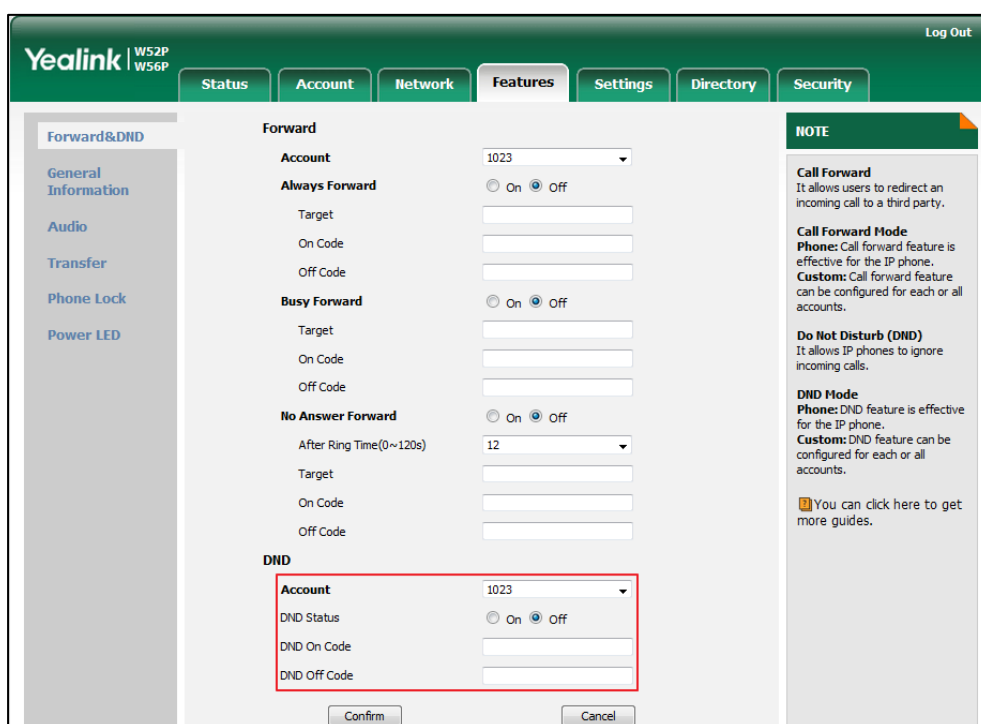 Log Out
Yealink | W52P
W56P
Status Account Network Features Settings Directory Security
Forward&DND
General
Information
Audio
Transfer
Phone Lock
Power LED
Forward
Account 1023
Always Forward On Off
Target
On Code
Off Code
Busy Forward On Off
Target
On Code
Off Code
No Answer Forward On Off
After Ring Time(0~120s) 12
Target
On Code
Off Code
DND
Account 1023
DND Status On Off
DND On Code
DND Off Code
Confirm Cancel
NOTE
Call Forward
It allows users to redirect an
incoming call to a third party.
Call Forward Mode
Phone: Call forward feature is
effective for the IP phone.
Custom: Call forward feature
can be configured for each or all
accounts.
Do Not Disturb (DND)
It allows IP phones to ignore
incoming calls.
DND Mode
Phone: DND feature is effective
for the IP phone.
Custom: DND feature can be
configured for each or all
accounts.
You can click here to get
more guides.